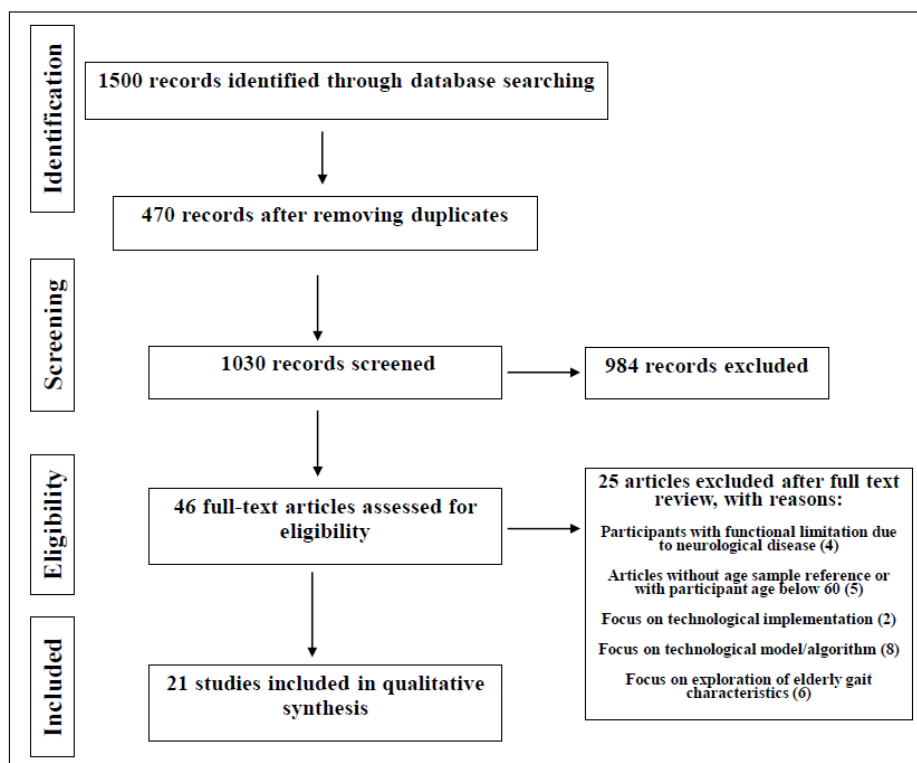 Identification
1500 records identified through database searching
470 records after removing duplicates
Screening
1030 records screened
984 records excluded
Eligibility
46 full-text articles assessed for
eligibility
25 articles excluded after full text
review, with reasons:
Participants with functional limitation due
to neurological disease (4)
Articles without age sample reference or
with participant age below 60 (5)
Focus on technological implementation (2)
Focus on technological model/algorithm (8)
Focus on exploration of elderly gait
characteristics (6)
Included
21 studies included in qualitative
synthesis